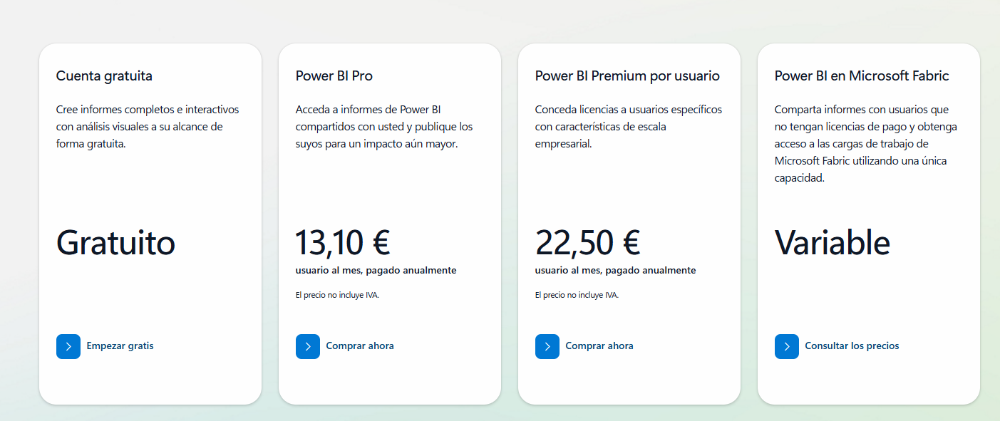 Cuenta gratuita
Cree informes completos e interactivos
con análisis visuales a su alcance de
forma gratuita.
Gratuito
Empezar gratis
Power BI Pro
Acceda a informes de Power BI
compartidos con usted y publique los
suyos para un impacto aún mayor.
13,10 €
usuario al mes, pagado anualmente
El precio no incluye IVA.
Comprar ahora
Power BI Premium por usuario
Conceda licencias a usuarios específicos
con características de escala
empresarial.
22,50 €
usuario al mes, pagado anualmente
El precio no incluye IVA.
Comprar ahora
Power BI en Microsoft Fabric
Comparta informes con usuarios que
no tengan licencias de pago y obtenga
acceso a las cargas de trabajo de
Microsoft Fabric utilizando una única
capacidad.
Variable
Consultar los precios